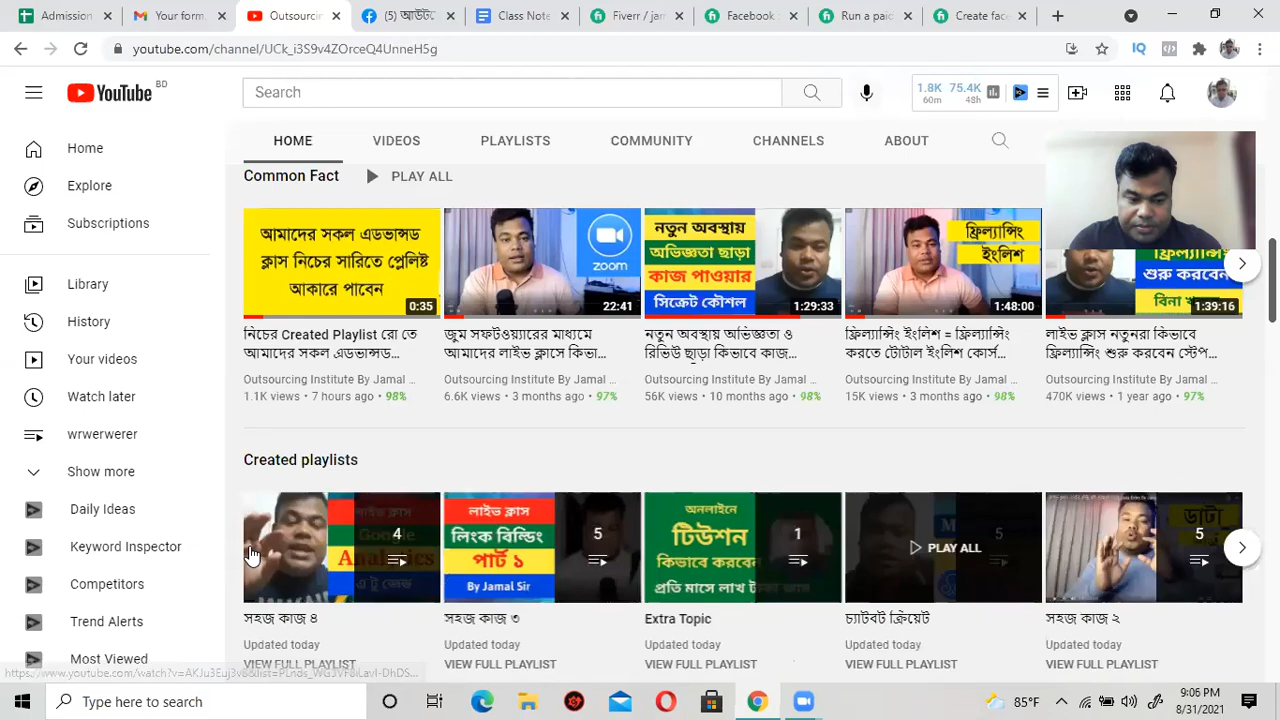 Admission
Your form
Outsourcin
(5) আউট
Class Note
Fiverr / jam
Facebook
Run a paid
Create face
youtube.com/channel/UCk_i3S9v4ZOrceQ4UnneH5g
YouTube BD
Search
1.8K 75.4K
60m 48h
IQ
HOME VIDEOS PLAYLISTS COMMUNITY CHANNELS ABOUT
Home
Explore
Subscriptions
Library
History
Your videos
Watch later
wrwerwerer
Show more
Daily Ideas
Keyword Inspector
Competitors
Trend Alerts
Most Viewed
Common Fact PLAY ALL
আমাদের সকল এডভান্সড
ক্লাস নিচের সারিতে প্লেলিষ্ট
আকারে পাবেন
0:35
zoom
22:41
নতুন অবস্থায়
অভিজ্ঞতা ছাড়া
কাজ পাওয়ার
সিক্রেট কৌশল
1:29:33
ফ্রিল্যান্সিং
ইংলিশ
1:48:00
ফ্রিল্যান্সিং
শুরু করবেন
বিনা
1:39:16
নিচের Created Playlist রো তে
আমাদের সকল এডভান্সড...
Outsourcing Institute By Jamal ...
1.1K views • 7 hours ago • 98%
জুম সফটওয়্যারের মাধ্যমে
আমাদের লাইভ ক্লাসে কিভা...
Outsourcing Institute By Jamal ...
6.6K views • 3 months ago • 97%
নতুন অবস্থায় অভিজ্ঞতা ও
রিভিউ ছাড়া কিভাবে কাজ...
Outsourcing Institute By Jamal ...
56K views • 10 months ago • 98%
ফ্রিল্যান্সিং ইংলিশ = ফ্রিল্যান্সিং
করতে টোটাল ইংলিশ কোর্স...
Outsourcing Institute By Jamal ...
15K views • 3 months ago • 98%
লাইভ ক্লাস নতুনরা কিভাবে
ফ্রিল্যান্সিং শুরু করবেন স্টেপ...
Outsourcing Institute By Jamal ...
470K views • 1 year ago • 97%
Created playlists
লাইভ ক্লাস
Google
Analytics
এ টু জেড
4
লাইভ ক্লাস
লিংক বিল্ডিং
পার্ট ১
By Jamal Sir
5
অনলাইনে
টিউশন
কিভাবে করবেন
প্রতি মাসে লাখ টাকা আয়
1
PLAY ALL
5
ডাটা
5
সহজ কাজ ৪
Updated today
VIEW FULL PLAYLIST
সহজ কাজ ৩
Updated today
VIEW FULL PLAYLIST
Extra Topic
Updated today
VIEW FULL PLAYLIST
চ্যাটবট ক্রিয়েট
Updated today
VIEW FULL PLAYLIST
সহজ কাজ ২
Updated today
VIEW FULL PLAYLIST
Type here to search
85°F
9:06 PM
8/31/2021